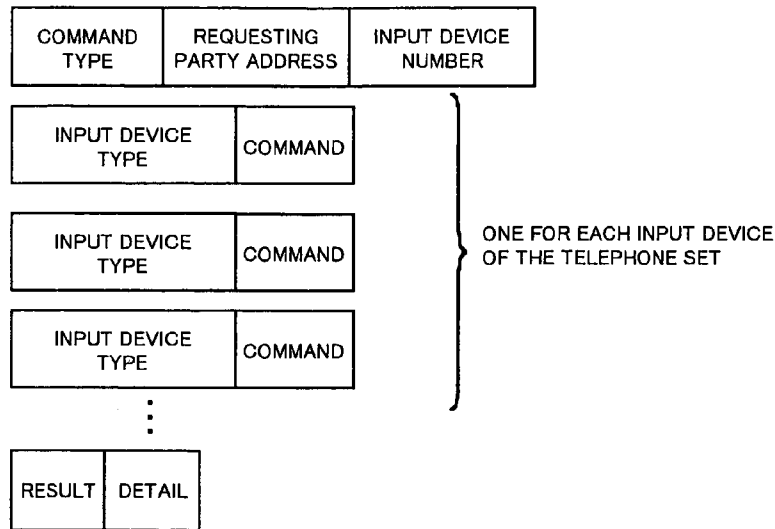 COMMAND TYPE
REQUESTING PARTY ADDRESS
INPUT DEVICE NUMBER
INPUT DEVICE TYPE
COMMAND
INPUT DEVICE TYPE
COMMAND
INPUT DEVICE TYPE
COMMAND
ONE FOR EACH INPUT DEVICE
OF THE TELEPHONE SET
RESULT
DETAIL